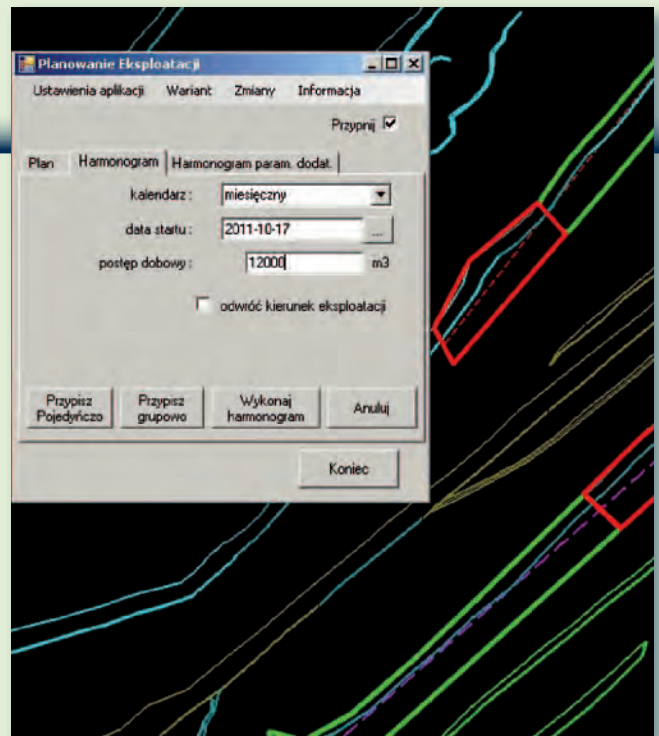 Planowanie Eksploatacji
Ustawienia aplikacji Wariant Zmiany Informacja
Przypnij
Plan Harmonogram Harmonogram param. dodat.
kalendarz : miesięczny
data startu : 2011-10-17 ...
postęp dobowy : 12000 m3
odwróć kierunek eksploatacji
Przypisz Pojedyńczo
Przypisz grupowo
Wykonaj harmonogram
Anuluj
Koniec